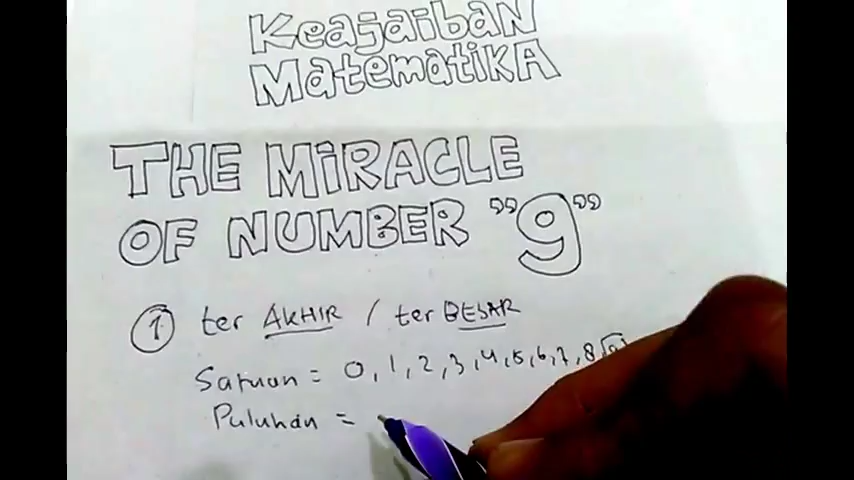 Keajaiban
Matematika
THE MiRACLE
OF NUMBER "9"
1 ter AKHIR / ter BESAR
Satuan = 0, 1, 2, 3, 4, 5, 6, 7, 8, 9
Puluhan =